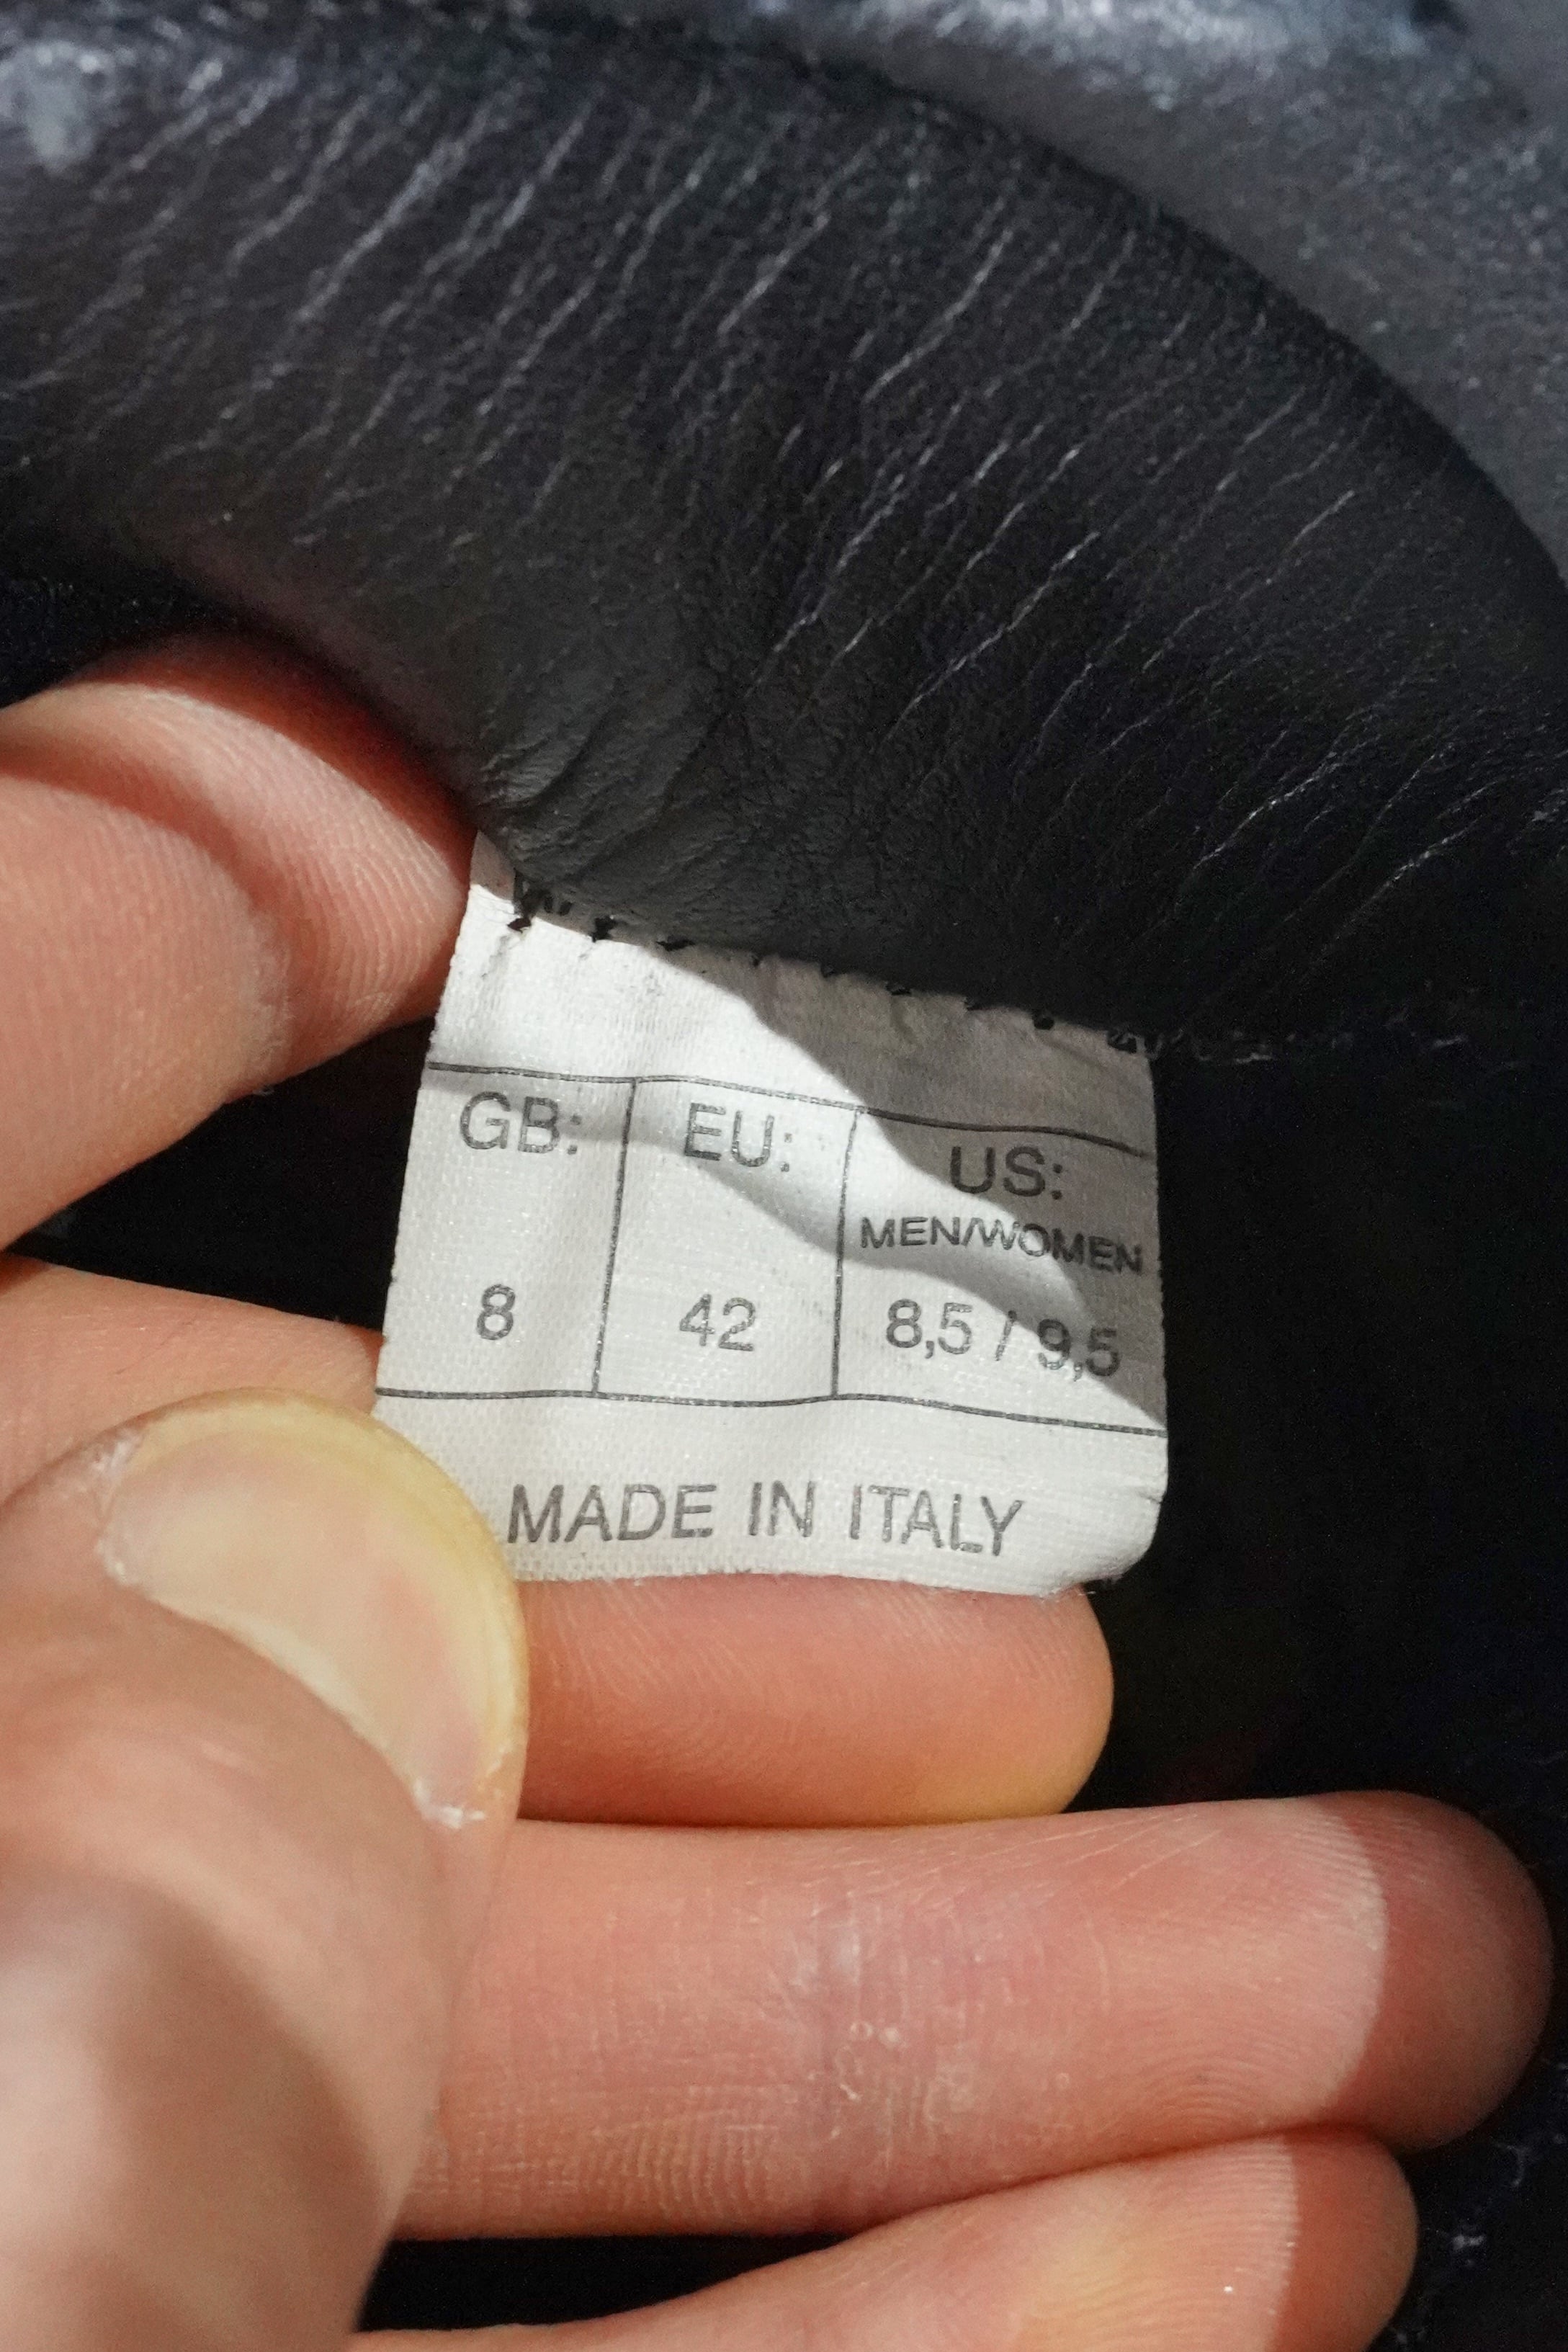 GB: EU: US:
MEN/WOMEN
8 42 8,5 / 9,5
MADE IN ITALY